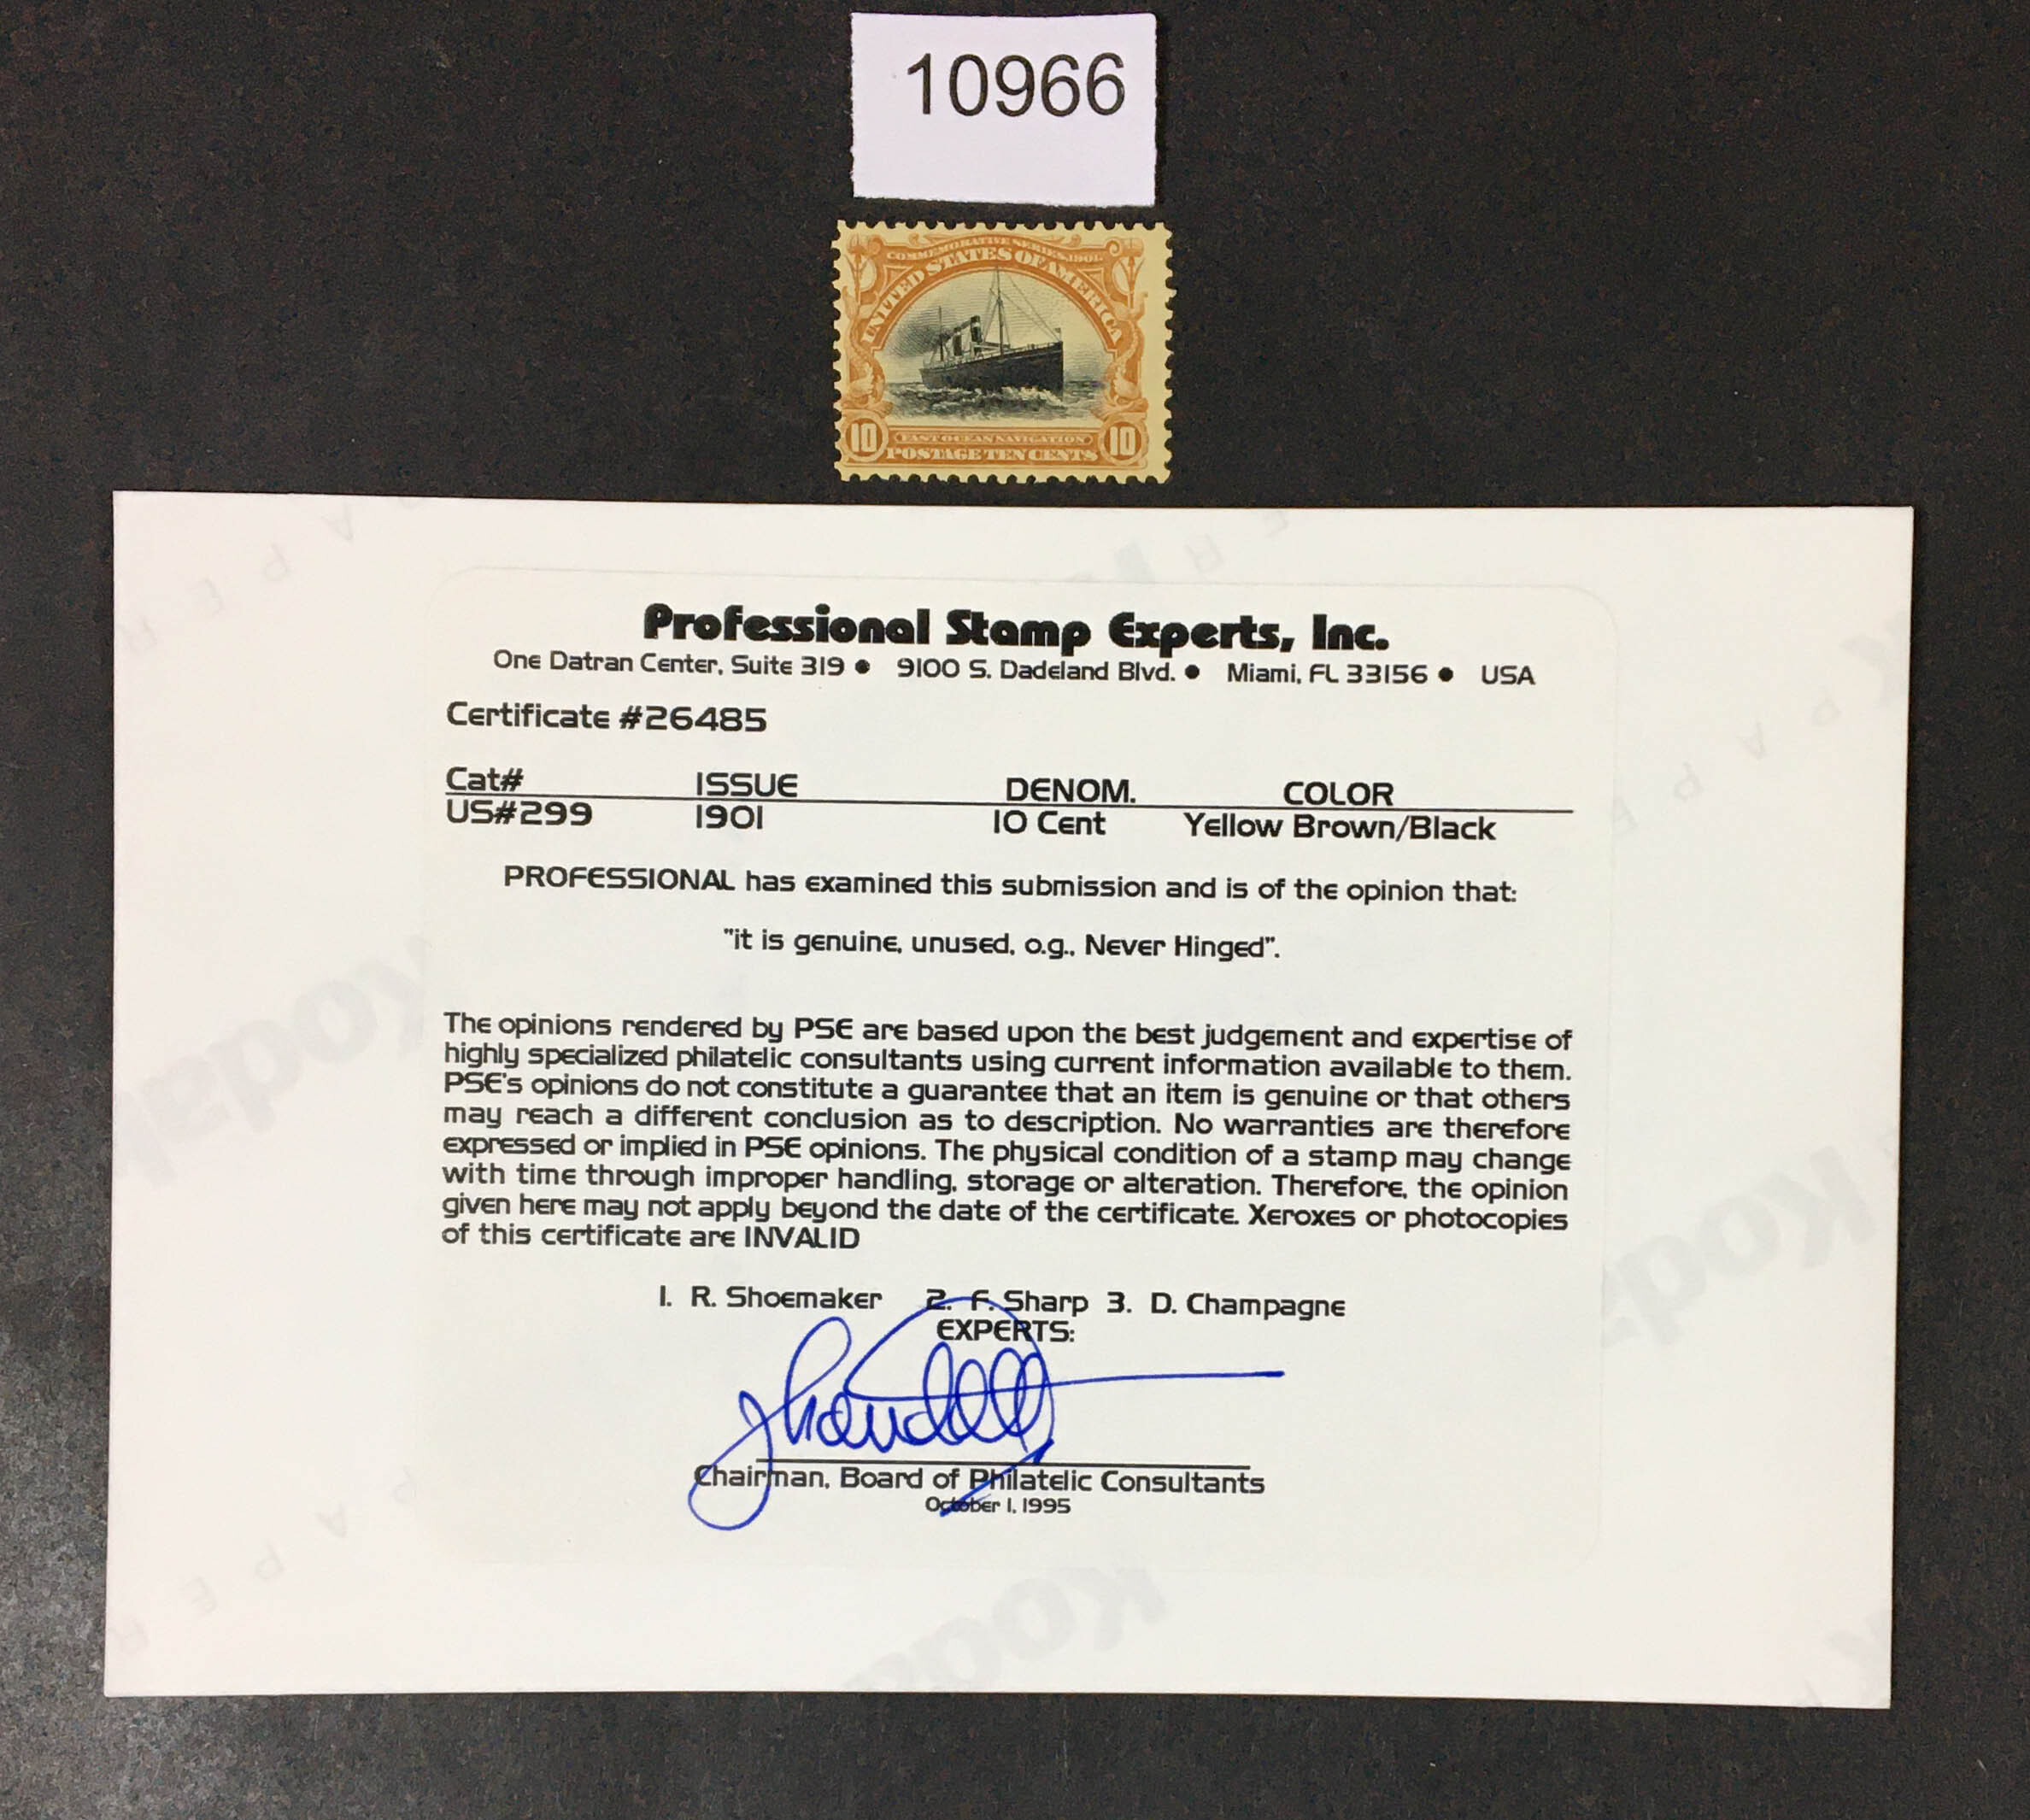 10966
COMMEMORATIVE SERIES 1901
UNITED STATES OF AMERICA
10 FAST OCEAN NAVIGATION 10
POSTAGE TEN CENTS
Professional Stamp Experts, Inc.
One Datran Center, Suite 319 ● 9100 S. Dadeland Blvd. ● Miami, FL 33156 ● USA
Certificate #26485
Cat# ISSUE DENOM. COLOR
US#299 1901 10 Cent Yellow Brown/Black
PROFESSIONAL has examined this submission and is of the opinion that:
"it is genuine, unused, o.g., Never Hinged".
The opinions rendered by PSE are based upon the best judgement and expertise of
highly specialized philatelic consultants using current information available to them.
PSE's opinions do not constitute a guarantee that an item is genuine or that others
may reach a different conclusion as to description. No warranties are therefore
expressed or implied in PSE opinions. The physical condition of a stamp may change
with time through improper handling, storage or alteration. Therefore, the opinion
given here may not apply beyond the date of the certificate. Xeroxes or photocopies
of this certificate are INVALID
1. R. Shoemaker 2. F. Sharp 3. D. Champagne
EXPERTS:
Chairman, Board of Philatelic Consultants
October 1, 1995